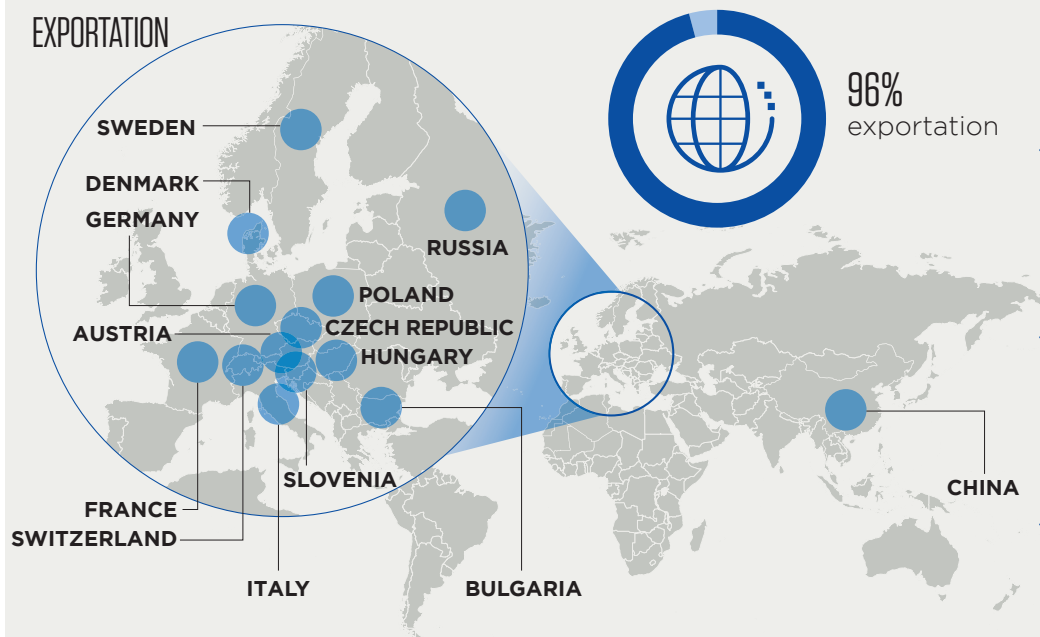 EXPORTATION
96%
exportation
SWEDEN
DENMARK
GERMANY
RUSSIA
POLAND
CZECH REPUBLIC
AUSTRIA
HUNGARY
SLOVENIA
CHINA
FRANCE
SWITZERLAND
ITALY
BULGARIA